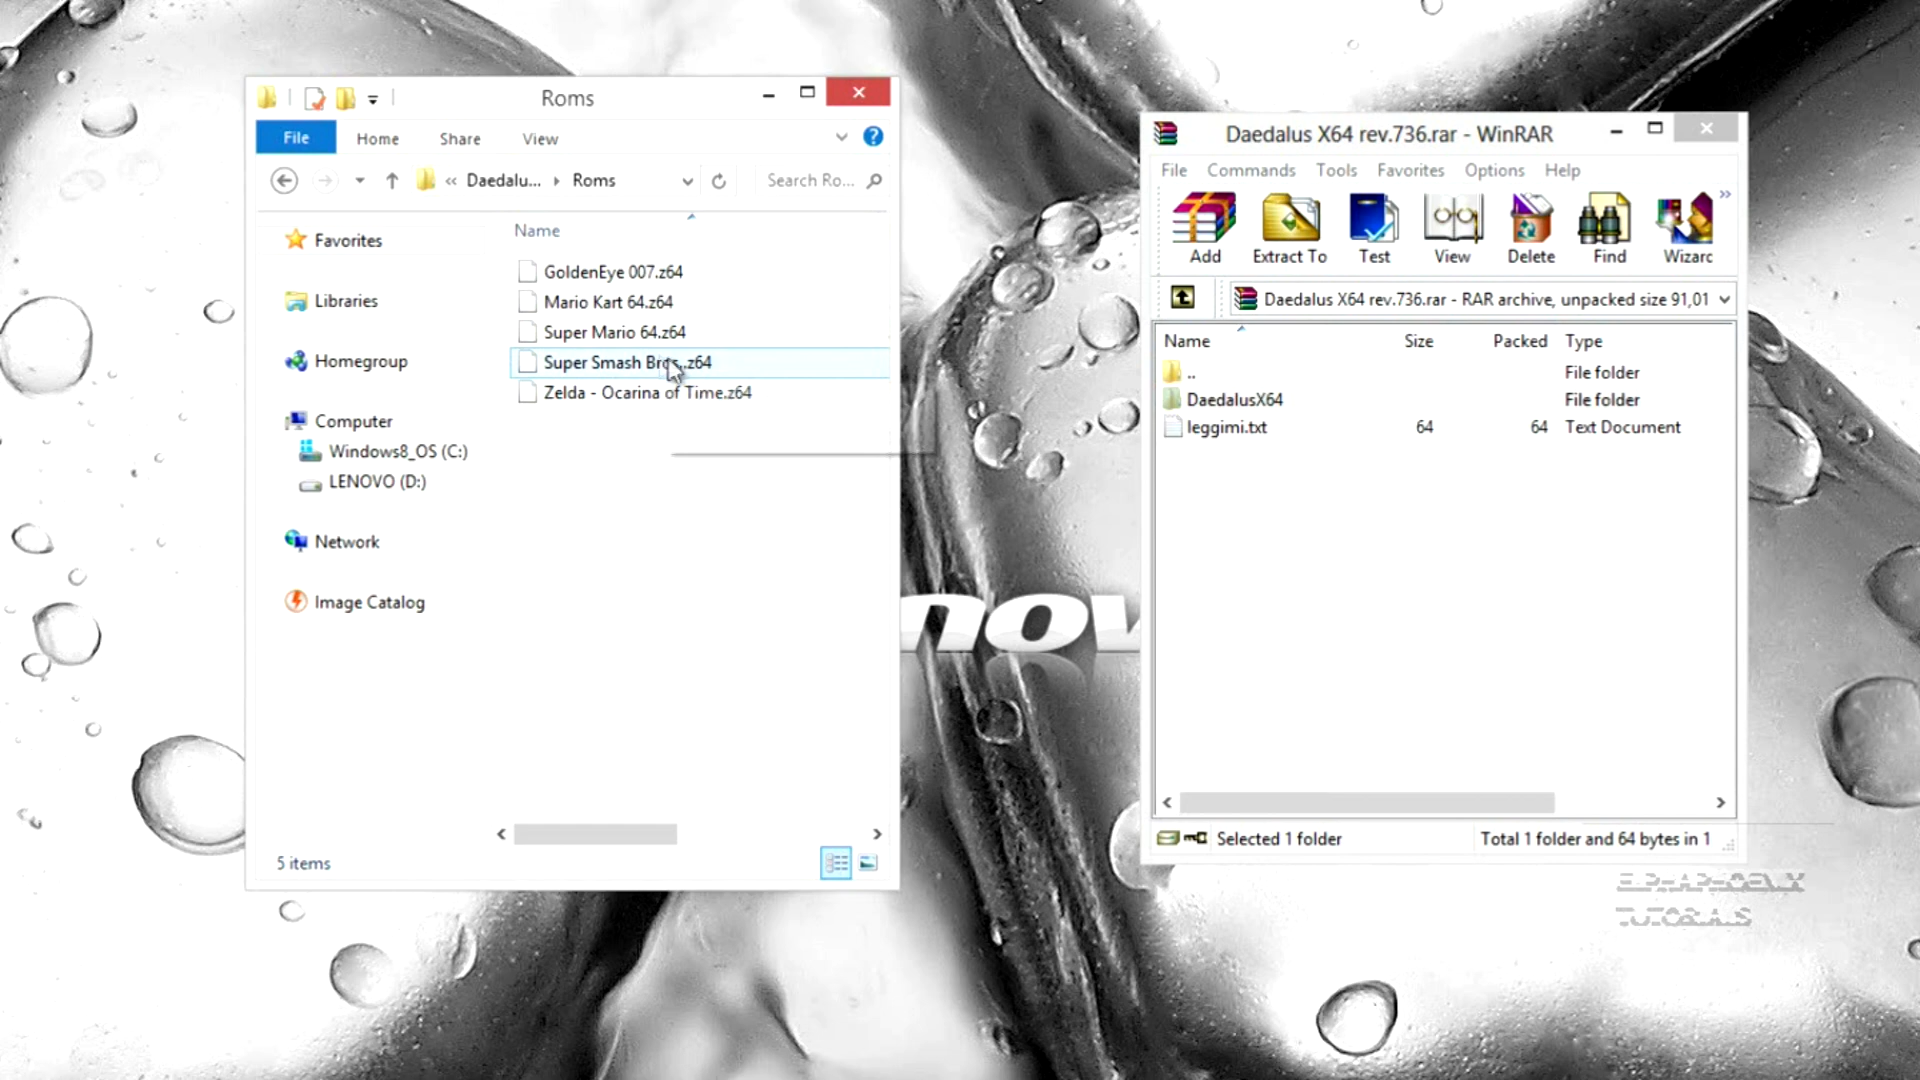 Roms
File Home Share View
« Daedalu... Roms Search Ro...
Name
Favorites
Libraries
Homegroup
Computer
Windows8_OS (C:)
LENOVO (D:)
Network
Image Catalog
GoldenEye 007.z64
Mario Kart 64.z64
Super Mario 64.z64
Super Smash Bros..z64
Zelda - Ocarina of Time.z64
5 items
Daedalus X64 rev.736.rar - WinRAR
File Commands Tools Favorites Options Help
»
Add Extract To Test View Delete Find Wizarc
Daedalus X64 rev.736.rar - RAR archive, unpacked size 91,01
Name Size Packed Type
.. File folder
DaedalusX64 File folder
leggimi.txt 64 64 Text Document
Selected 1 folder Total 1 folder and 64 bytes in 1
nov
TUTORIALS